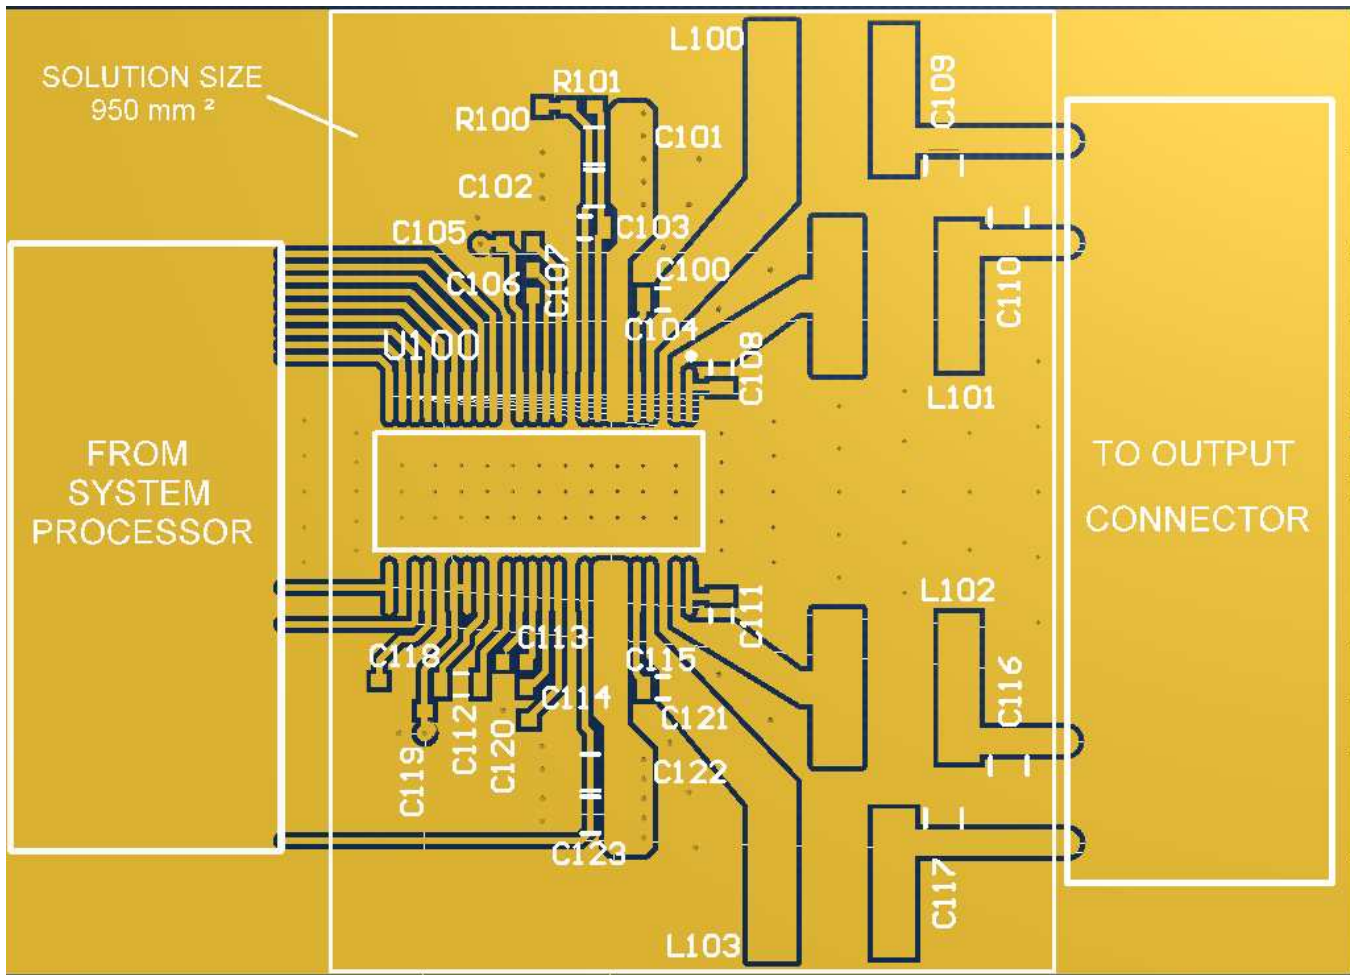 L100
SOLUTION SIZE
950 mm ²
R101
R100
C109
C101
C102
C105
C103
C106
C107
C100
C110
C104
U100
C108
L101
FROM
SYSTEM
PROCESSOR
TO OUTPUT
CONNECTOR
L102
C111
C118
C113
C115
C114
C116
C121
C112
C120
C119
C122
C123
C117
L103